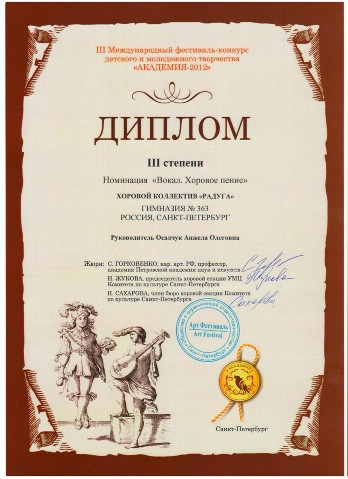 III Международный фестиваль-конкурс
детского и молодежного творчества
«АКАДЕМИЯ-2012»
ДИПЛОМ
III степени
Номинация «Вокал. Хоровое пение»
ХОРОВОЙ КОЛЛЕКТИВ «РАДУГА»
ГИМНАЗИЯ № 363
РОССИЯ, САНКТ-ПЕТЕРБУРГ
Руководитель Осадчук Анжела Олеговна
Жюри: С. ГОРКОВЕНКО, нар. арт. РФ, профессор,
академик Петровской академии наук и искусств
Н. ЖУКОВА, председатель хоровой секции УМЦ
Комитета по культуре Санкт-Петербурга
Н. САХАРОВА, член бюро хоровой секции Комитета
по культуре Санкт-Петербурга
Арт Фестиваль
Art Festival
Санкт-Петербург